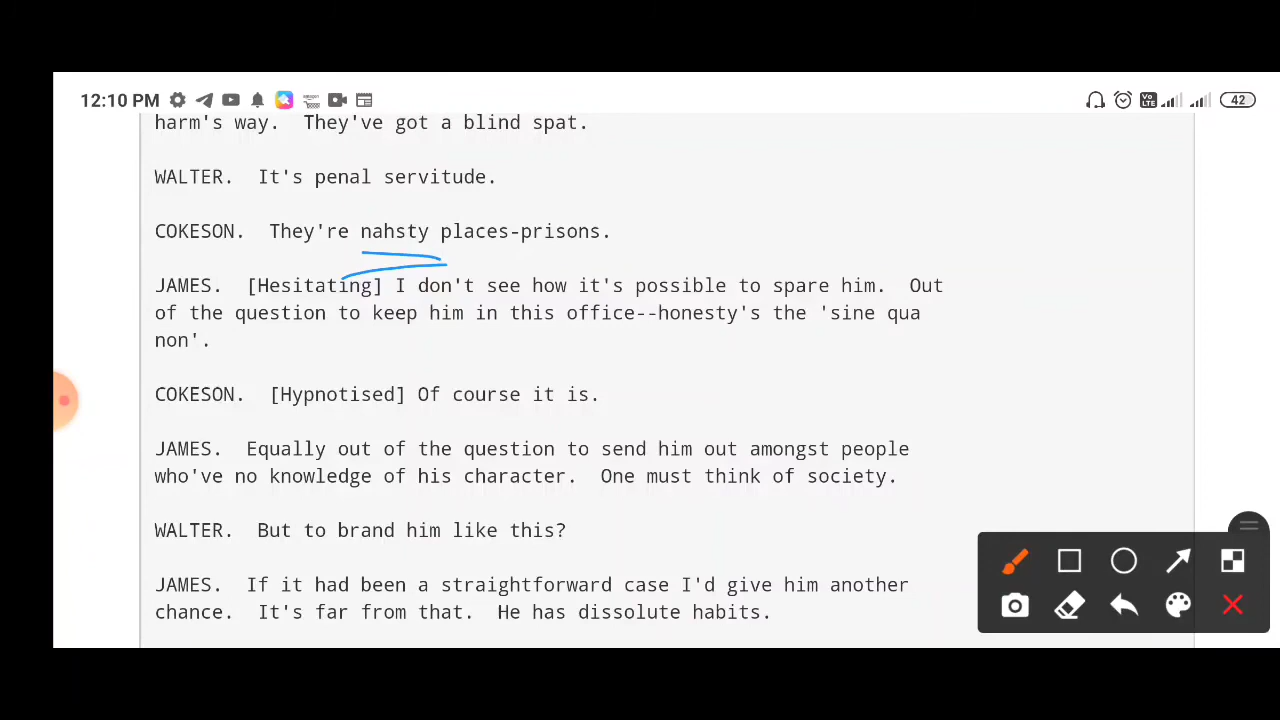 12:10 PM 42
harm's way. They've got a blind spat.
WALTER. It's penal servitude.
COKESON. They're nahsty places-prisons.
JAMES. [Hesitating] I don't see how it's possible to spare him. Out
of the question to keep him in this office--honesty's the 'sine qua
non'.
COKESON. [Hypnotised] Of course it is.
JAMES. Equally out of the question to send him out amongst people
who've no knowledge of his character. One must think of society.
WALTER. But to brand him like this?
JAMES. If it had been a straightforward case I'd give him another
chance. It's far from that. He has dissolute habits.